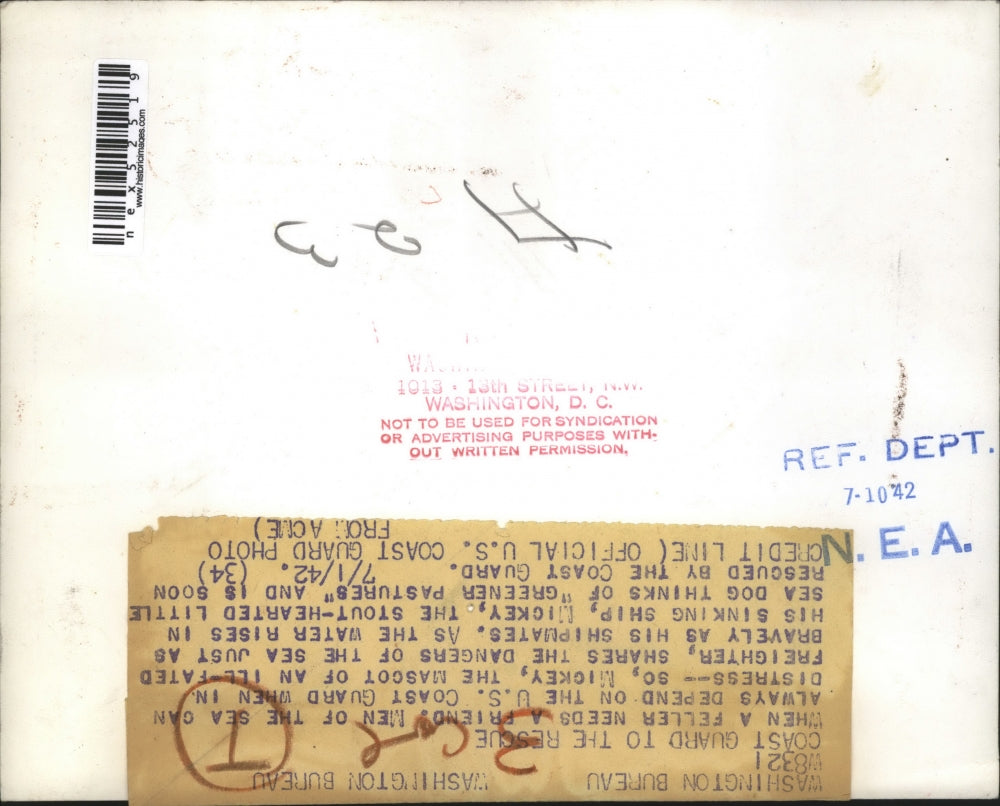 nex52519
www.historicimages.com
# 23
1013 - 13th STREET, N.W.
WASHINGTON, D. C.
NOT TO BE USED FOR SYNDICATION
OR ADVERTISING PURPOSES WITH-
OUT WRITTEN PERMISSION.
REF. DEPT.
7-10 42
N. E. A.
WASHINGTON BUREAU WASHINGTON BUREAU
W8321
COAST GUARD TO THE RESCUE
WHEN A FELLER NEEDS A FRIEND. MEN OF THE SEA CAN
ALWAYS DEPEND ON THE U.S. COAST GUARD WHEN IN
DISTRESS-- SO, MICKEY, THE MASCOT OF AN ILL-FATED
FREIGHTER, SHARES THE DANGERS OF THE SEA JUST AS
BRAVELY AS HIS SHIPMATES. AS THE WATER RISES IN
HIS SINKING SHIP, MICKEY, THE STOUT-HEARTED LITTLE
SEA DOG THINKS OF "GREENER PASTURES" AND IS SOON
RESCUED BY THE COAST GUARD. 7/1/42. (34)
CREDIT LINE (OFFICIAL U.S. COAST GUARD PHOTO
FROM ACME)
3 Col
I